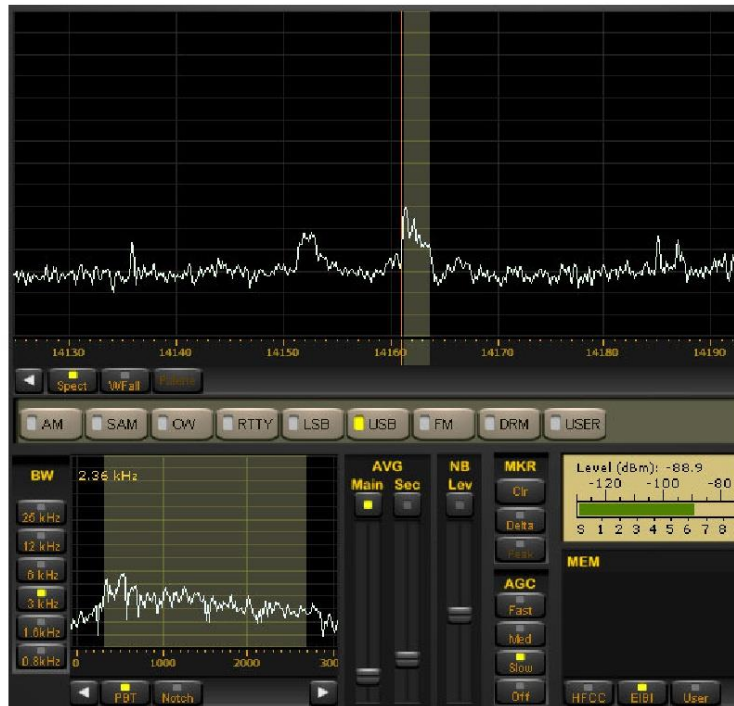 14130 14140 14150 14160 14170 14180 14190
Spect WFall
AM SAM CW RTTY LSB USB FM DRM USER
BW
2.36 kHz
25 kHz
12 kHz
6 kHz
3 kHz
1.6kHz
0.8kHz
0 1000 2000 300
PBT Notch
AVG
Main Sec
NB
Lev
MKR
Clr
Delta
Peak
AGC
Fast
Med
Slow
Off
Level (dBm): -88.9
-120 -100 -80
S 1 2 3 4 5 6 7 8
MEM
HFCC EIBI User